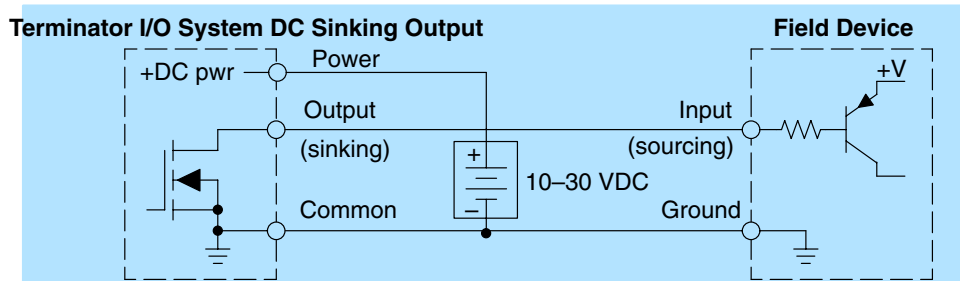 Terminator I/O System DC Sinking Output
Field Device
+DC pwr
Power
+V
Output
(sinking)
Input
(sourcing)
+
10–30 VDC
–
Common
Ground